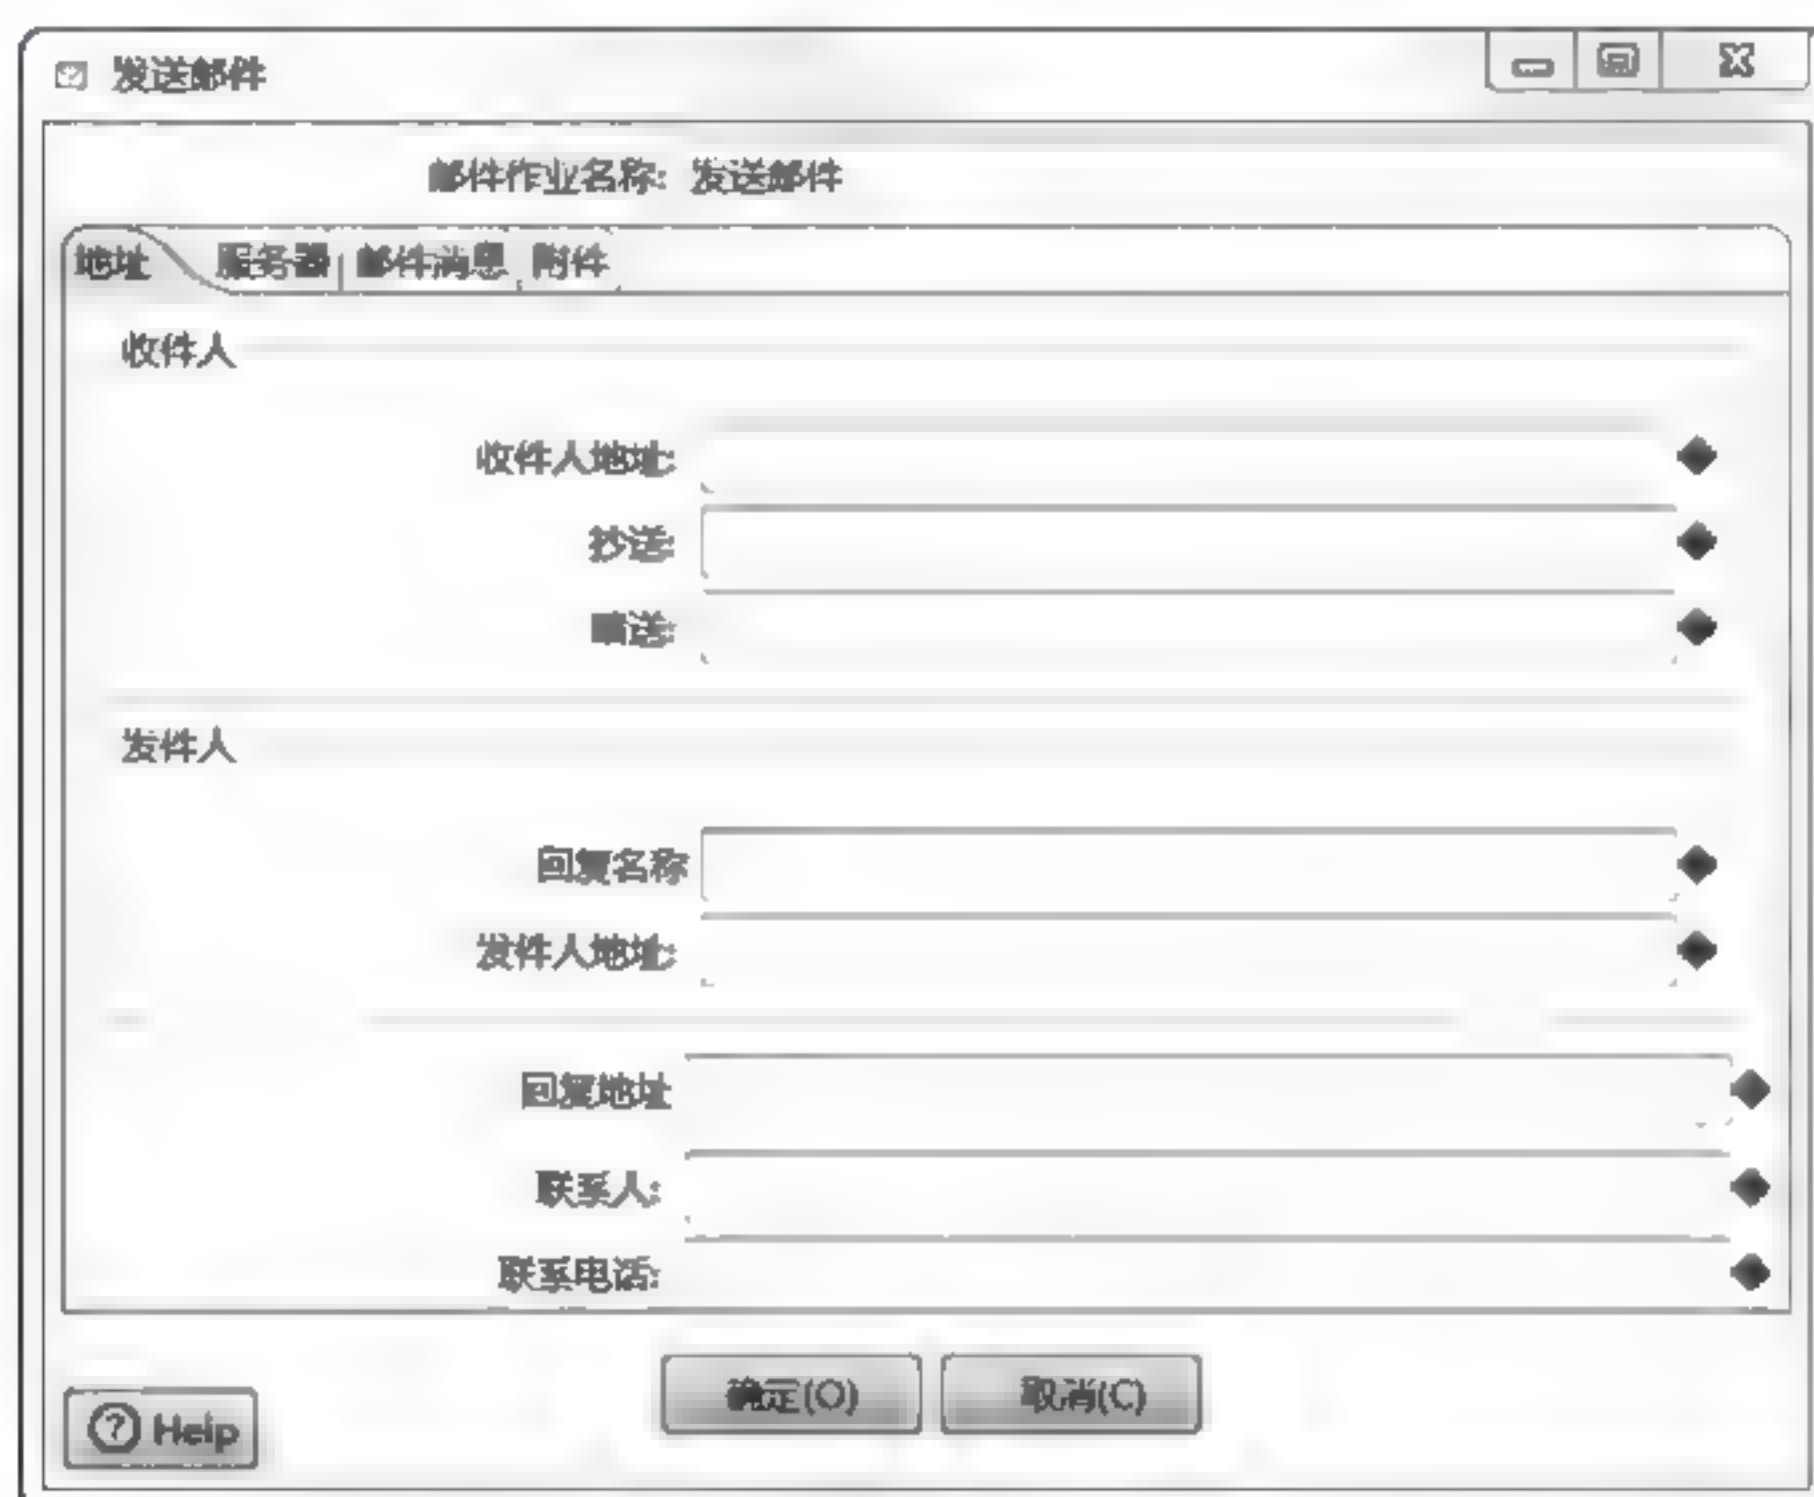 发送邮件
邮件作业名称: 发送邮件
地址 服务器 邮件消息 附件
收件人
收件人地址:
抄送:
暗送:
发件人
回复名称
发件人地址:
回复地址
联系人:
联系电话:
确定(O) 取消(C)
Help